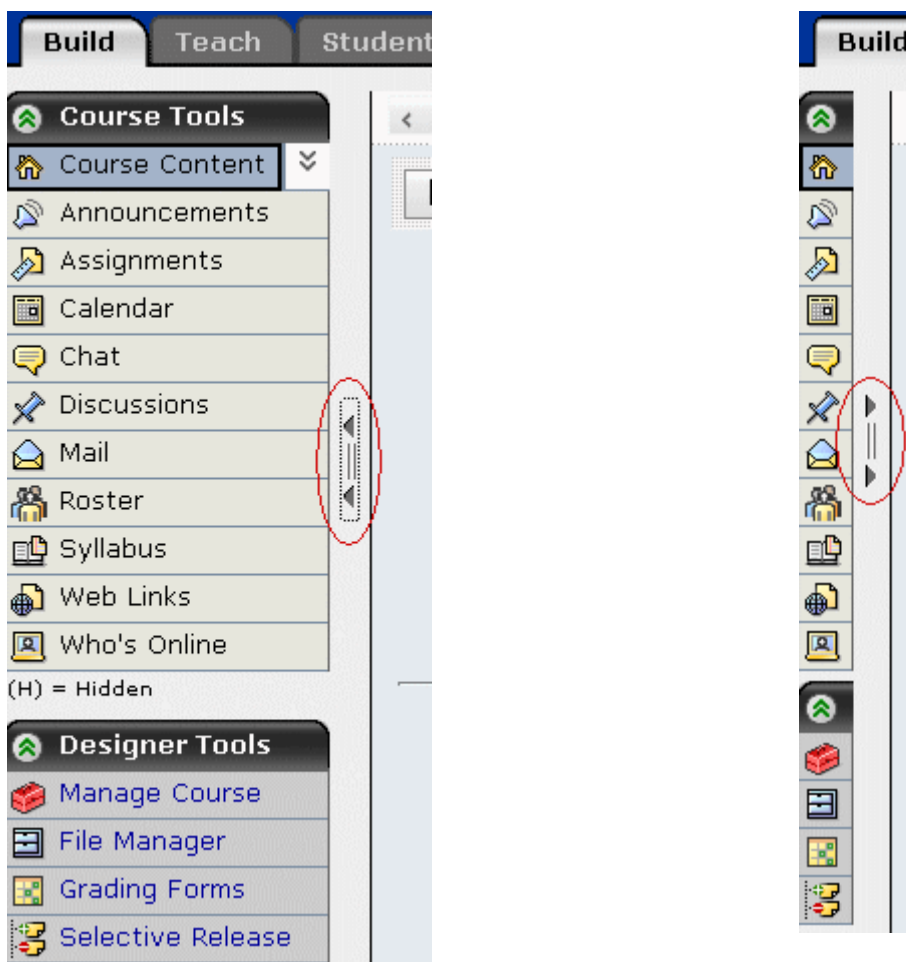 Build Teach Student
Course Tools
Course Content
Announcements
Assignments
Calendar
Chat
Discussions
Mail
Roster
Syllabus
Web Links
Who's Online
(H) = Hidden
Designer Tools
Manage Course
File Manager
Grading Forms
Selective Release
Build